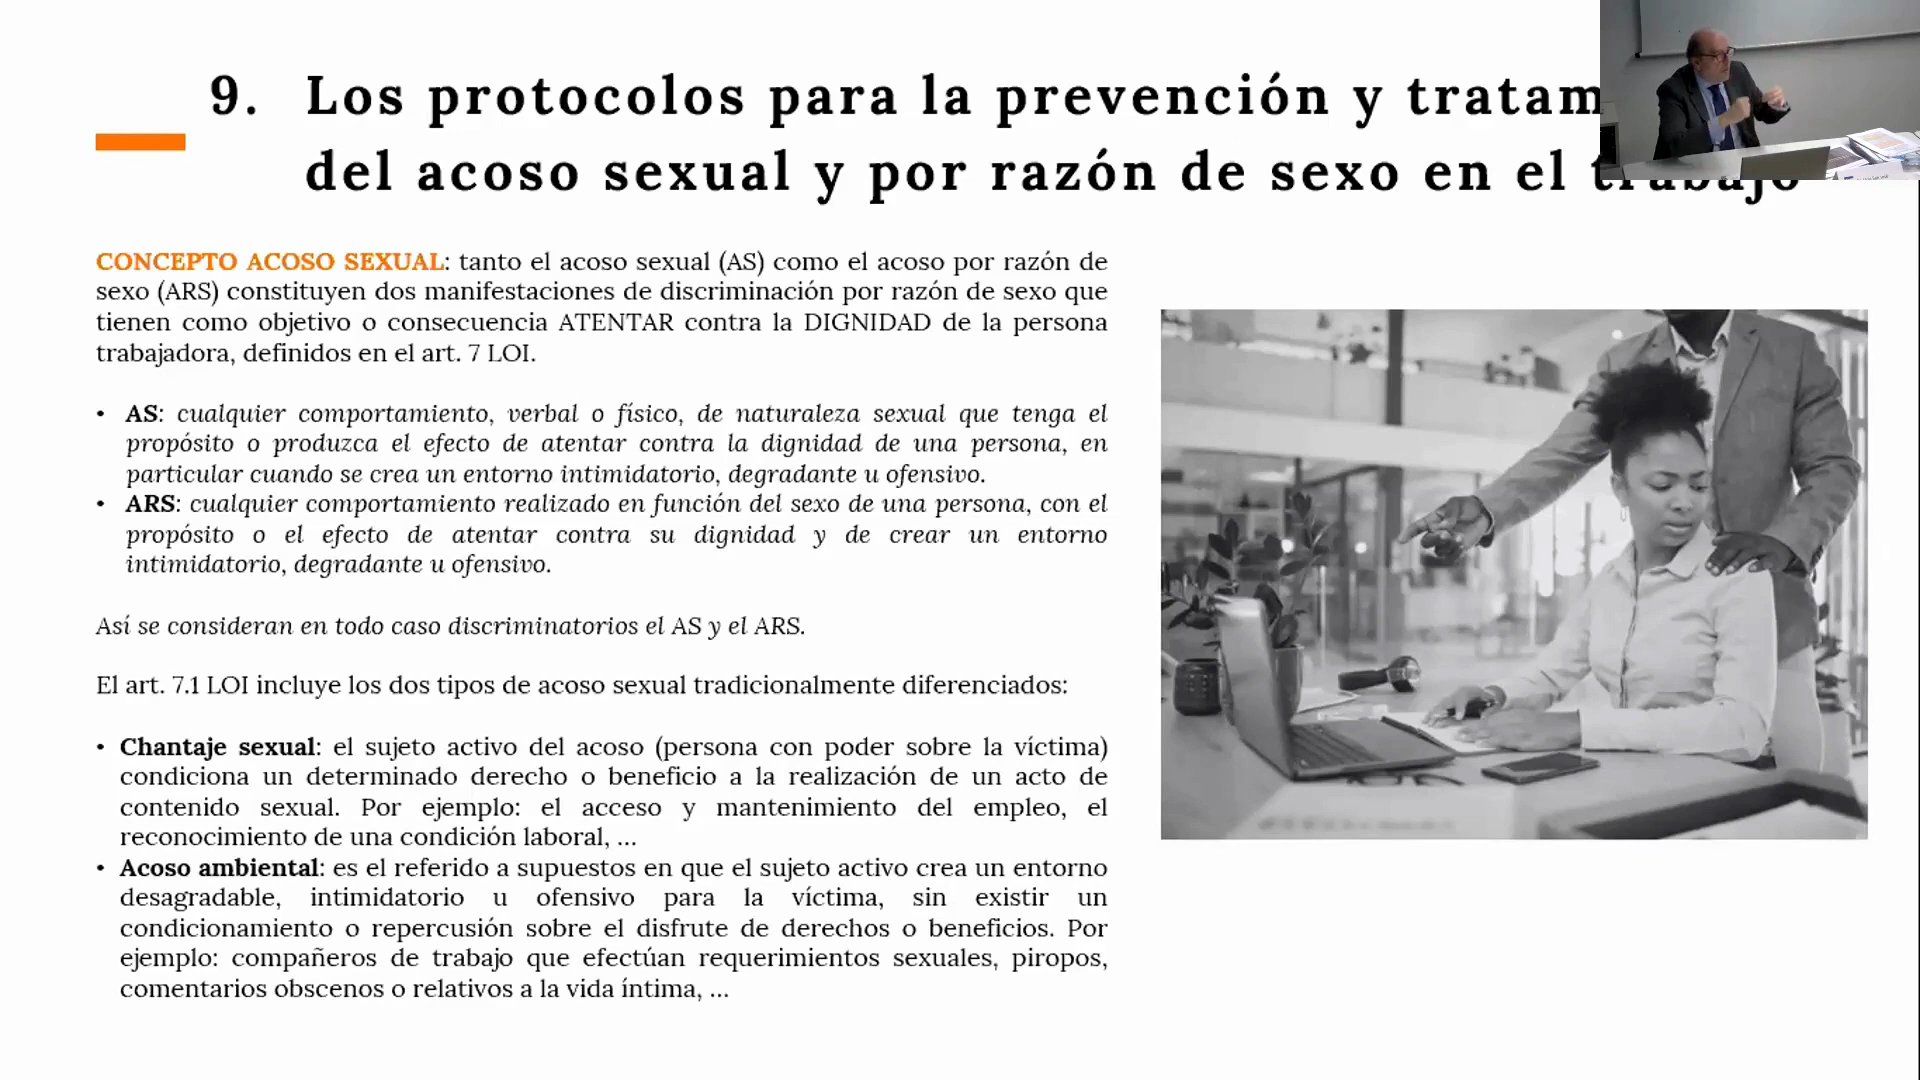 9. Los protocolos para la prevención y tratam
del acoso sexual y por razón de sexo en el trabajo
CONCEPTO ACOSO SEXUAL: tanto el acoso sexual (AS) como el acoso por razón de
sexo (ARS) constituyen dos manifestaciones de discriminación por razón de sexo que
tienen como objetivo o consecuencia ATENTAR contra la DIGNIDAD de la persona
trabajadora, definidos en el art. 7 LOI.
• AS: cualquier comportamiento, verbal o físico, de naturaleza sexual que tenga el
propósito o produzca el efecto de atentar contra la dignidad de una persona, en
particular cuando se crea un entorno intimidatorio, degradante u ofensivo.
• ARS: cualquier comportamiento realizado en función del sexo de una persona, con el
propósito o el efecto de atentar contra su dignidad y de crear un entorno
intimidatorio, degradante u ofensivo.
Así se consideran en todo caso discriminatorios el AS y el ARS.
El art. 7.1 LOI incluye los dos tipos de acoso sexual tradicionalmente diferenciados:
• Chantaje sexual: el sujeto activo del acoso (persona con poder sobre la víctima)
condiciona un determinado derecho o beneficio a la realización de un acto de
contenido sexual. Por ejemplo: el acceso y mantenimiento del empleo, el
reconocimiento de una condición laboral, ...
• Acoso ambiental: es el referido a supuestos en que el sujeto activo crea un entorno
desagradable, intimidatorio u ofensivo para la víctima, sin existir un
condicionamiento o repercusión sobre el disfrute de derechos o beneficios. Por
ejemplo: compañeros de trabajo que efectúan requerimientos sexuales, piropos,
comentarios obscenos o relativos a la vida íntima, ...